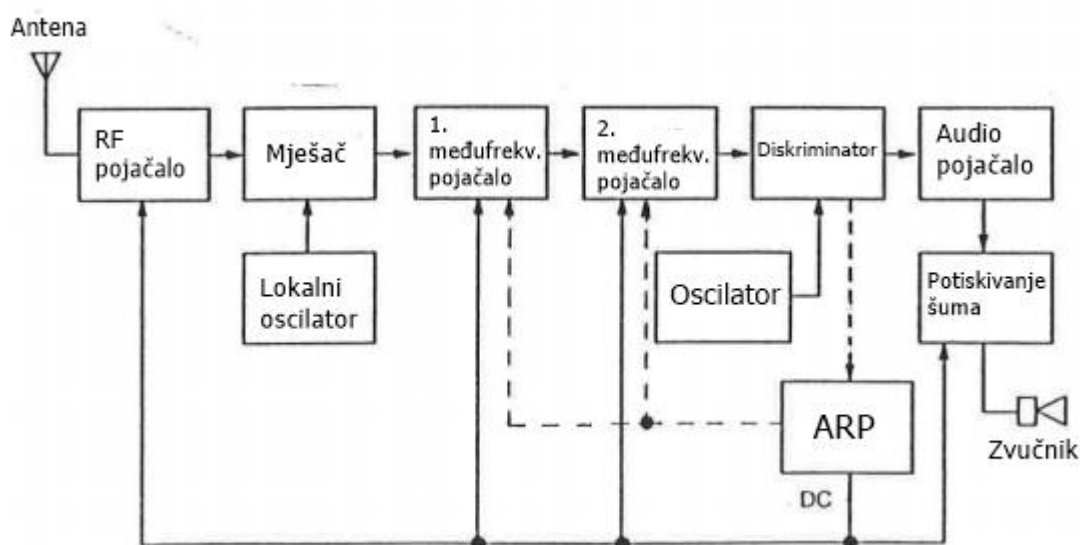 Antena
RF
pojačalo
Mješač
1.
međufrekv.
pojačalo
2.
međufrekv.
pojačalo
Diskriminator
Audio
pojačalo
Lokalni
oscilator
Oscilator
Potiskivanje
šuma
ARP
Zvučnik
DC